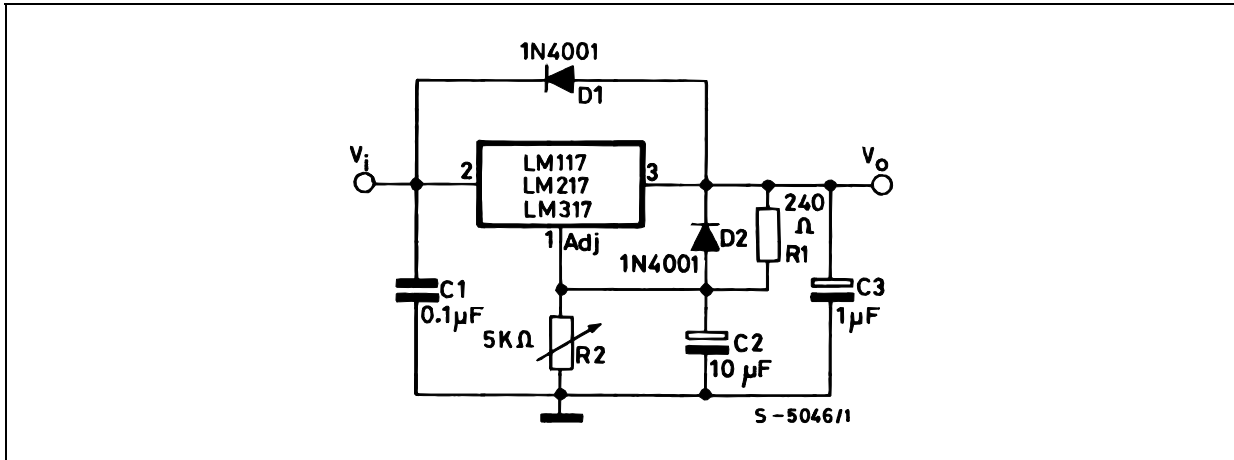 1N4001
D1
Vi
2
LM117
LM217
LM317
3
Vo
1
Adj
1N4001
D2
240
Ω
R1
C1
0.1µF
5KΩ
R2
C2
10 µF
C3
1µF
S-5046/1